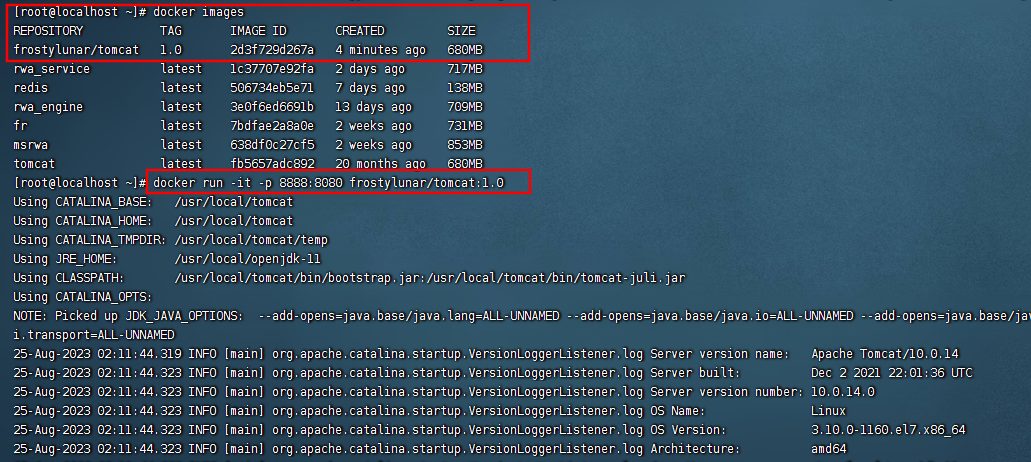 [root@localhost ~]# docker images
REPOSITORY TAG IMAGE ID CREATED SIZE
frostylunar/tomcat 1.0 2d3f729d267a 4 minutes ago 680MB
rwa_service latest 1c37707e92fa 2 days ago 717MB
redis latest 506734eb5e71 7 days ago 138MB
rwa_engine latest 3e0f6ed6691b 13 days ago 709MB
fr latest 7bdfae2a8a0e 2 weeks ago 731MB
msrwa latest 638df0c27cf5 2 weeks ago 853MB
tomcat latest fb5657adc892 20 months ago 680MB
[root@localhost ~]# docker run -it -p 8888:8080 frostylunar/tomcat:1.0
Using CATALINA_BASE: /usr/local/tomcat
Using CATALINA_HOME: /usr/local/tomcat
Using CATALINA_TMPDIR: /usr/local/tomcat/temp
Using JRE_HOME: /usr/local/openjdk-11
Using CLASSPATH: /usr/local/tomcat/bin/bootstrap.jar:/usr/local/tomcat/bin/tomcat-juli.jar
Using CATALINA_OPTS:
NOTE: Picked up JDK_JAVA_OPTIONS: --add-opens=java.base/java.lang=ALL-UNNAMED --add-opens=java.base/java.io=ALL-UNNAMED --add-opens=java.base/jav
i.transport=ALL-UNNAMED
25-Aug-2023 02:11:44.319 INFO [main] org.apache.catalina.startup.VersionLoggerListener.log Server version name: Apache Tomcat/10.0.14
25-Aug-2023 02:11:44.323 INFO [main] org.apache.catalina.startup.VersionLoggerListener.log Server built: Dec 2 2021 22:01:36 UTC
25-Aug-2023 02:11:44.323 INFO [main] org.apache.catalina.startup.VersionLoggerListener.log Server version number: 10.0.14.0
25-Aug-2023 02:11:44.323 INFO [main] org.apache.catalina.startup.VersionLoggerListener.log OS Name: Linux
25-Aug-2023 02:11:44.323 INFO [main] org.apache.catalina.startup.VersionLoggerListener.log OS Version: 3.10.0-1160.el7.x86_64
25-Aug-2023 02:11:44.323 INFO [main] org.apache.catalina.startup.VersionLoggerListener.log Architecture: amd64